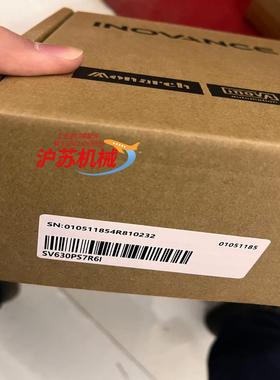 INOVANCE
Monarch
沪苏机械
SN:010511854R810232
01051185
SV630PS7R6I